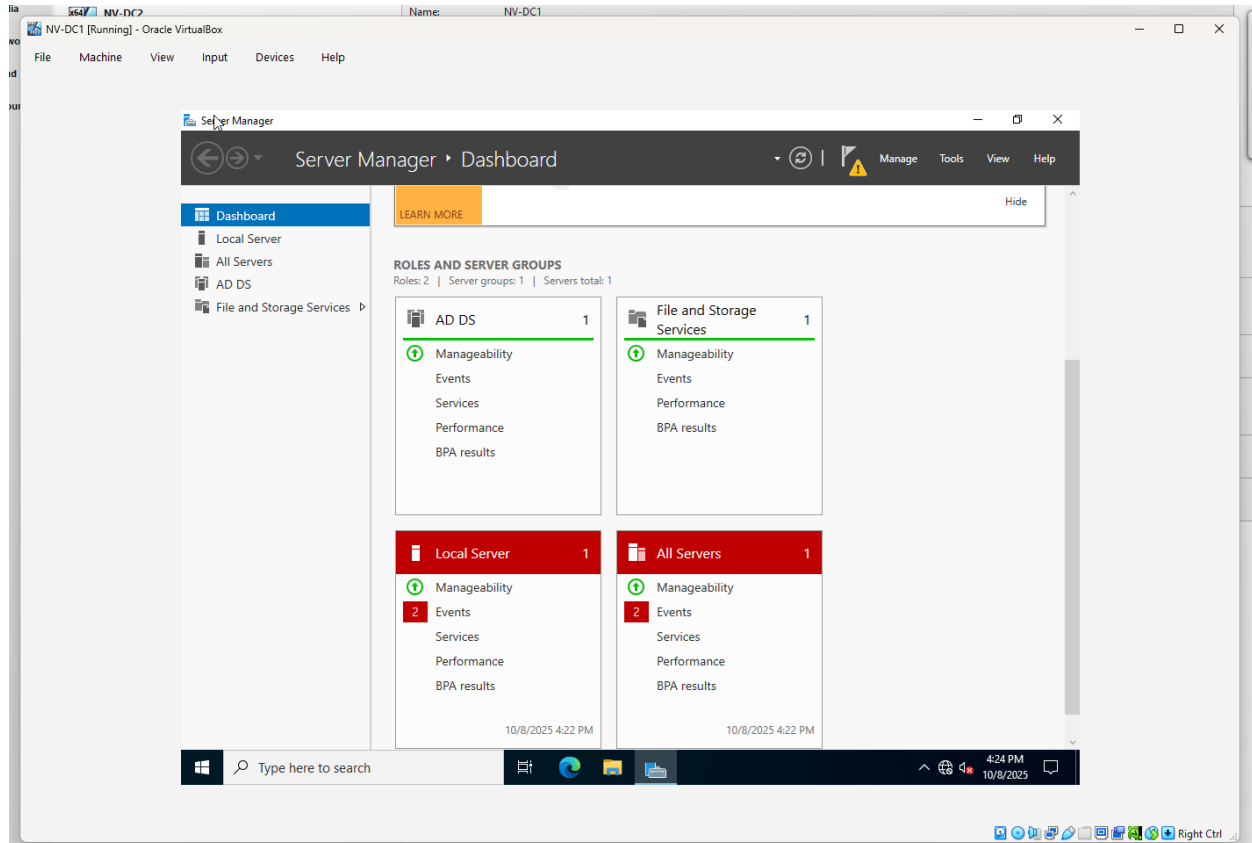 lia
x64 NV-DC2
Name: NV-DC1
NV-DC1 [Running] - Oracle VirtualBox
File Machine View Input Devices Help
Server Manager
Server Manager • Dashboard
Manage Tools View Help
Dashboard
Local Server
All Servers
AD DS
File and Storage Services
LEARN MORE
Hide
ROLES AND SERVER GROUPS
Roles: 2 | Server groups: 1 | Servers total: 1
AD DS 1
Manageability
Events
Services
Performance
BPA results
File and Storage
Services 1
Manageability
Events
Performance
BPA results
Local Server 1
Manageability
2 Events
Services
Performance
BPA results
10/8/2025 4:22 PM
All Servers 1
Manageability
2 Events
Services
Performance
BPA results
10/8/2025 4:22 PM
Type here to search
4:24 PM
10/8/2025
Right Ctrl